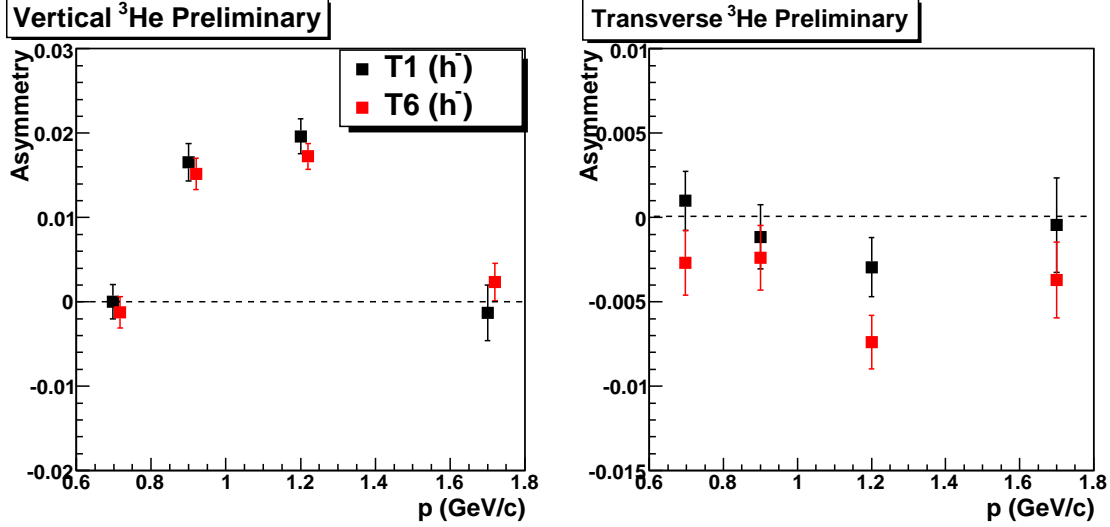 Vertical ³He Preliminary
T1 (h⁻)
T6 (h⁻)
Asymmetry
0.03
0.02
0.01
0
-0.01
-0.02
0.6 0.8 1 1.2 1.4 1.6 1.8
p (GeV/c)
Transverse ³He Preliminary
Asymmetry
0.01
0.005
0
-0.005
-0.01
-0.015
0.6 0.8 1 1.2 1.4 1.6 1.8
p (GeV/c)